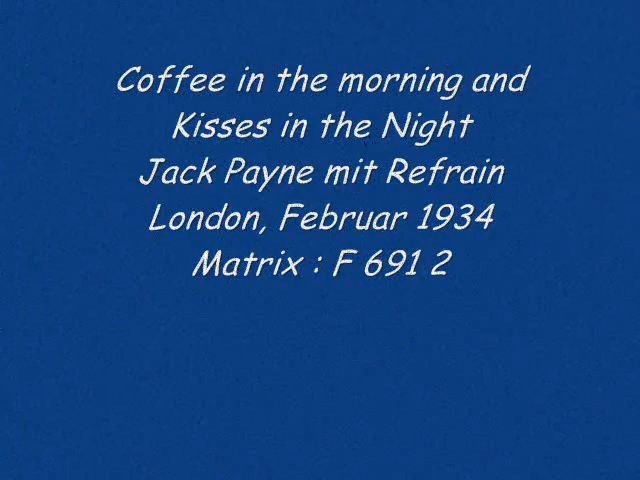 Coffee in the morning and
Kisses in the Night
Jack Payne mit Refrain
London, Februar 1934
Matrix : F 691 2